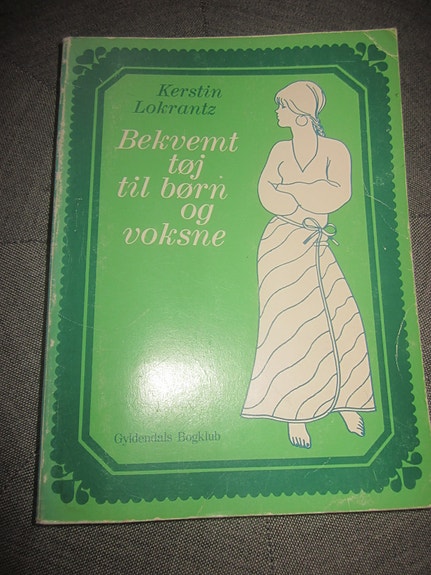 Kerstin
Lokrantz
Bekvemt
tøj
til børn
og
voksne
Gyldendals Bogklub